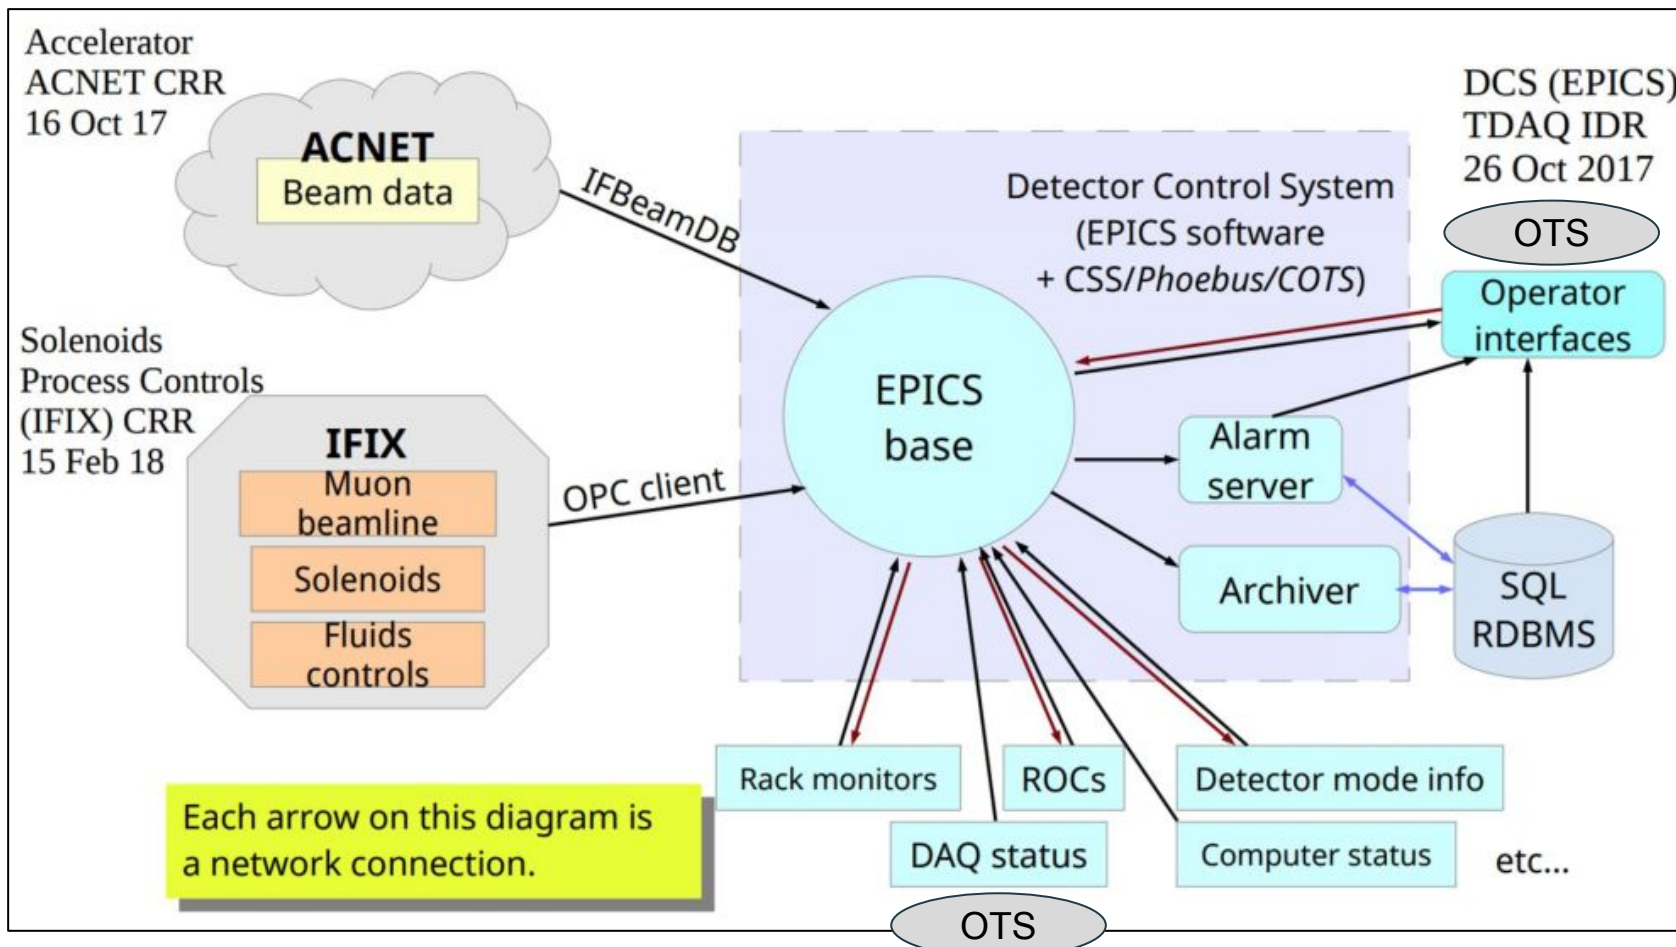 Accelerator
ACNET CRR
16 Oct 17
ACNET
Beam data
IFBeamDB
Detector Control System
(EPICS software
+ CSS/Phoebus/COTS)
DCS (EPICS)
TDAQ IDR
26 Oct 2017
OTS
Operator
interfaces
Solenoids
Process Controls
(IFIX) CRR
15 Feb 18
IFIX
Muon
beamline
Solenoids
Fluids
controls
OPC client
EPICS
base
Alarm
server
Archiver
SQL
RDBMS
Rack monitors
ROCs
Detector mode info
DAQ status
Computer status
etc...
OTS
Each arrow on this diagram is
a network connection.